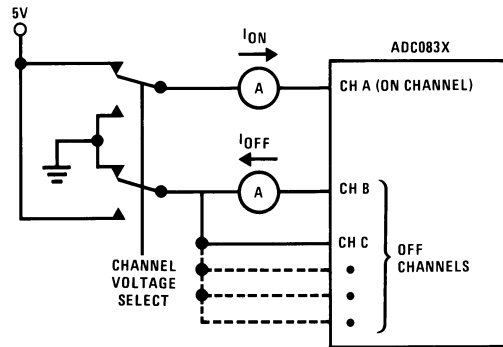 5V
ION
ADC083X
A
CH A (ON CHANNEL)
IOFF
A
CH B
CH C
OFF
CHANNELS
CHANNEL
VOLTAGE
SELECT